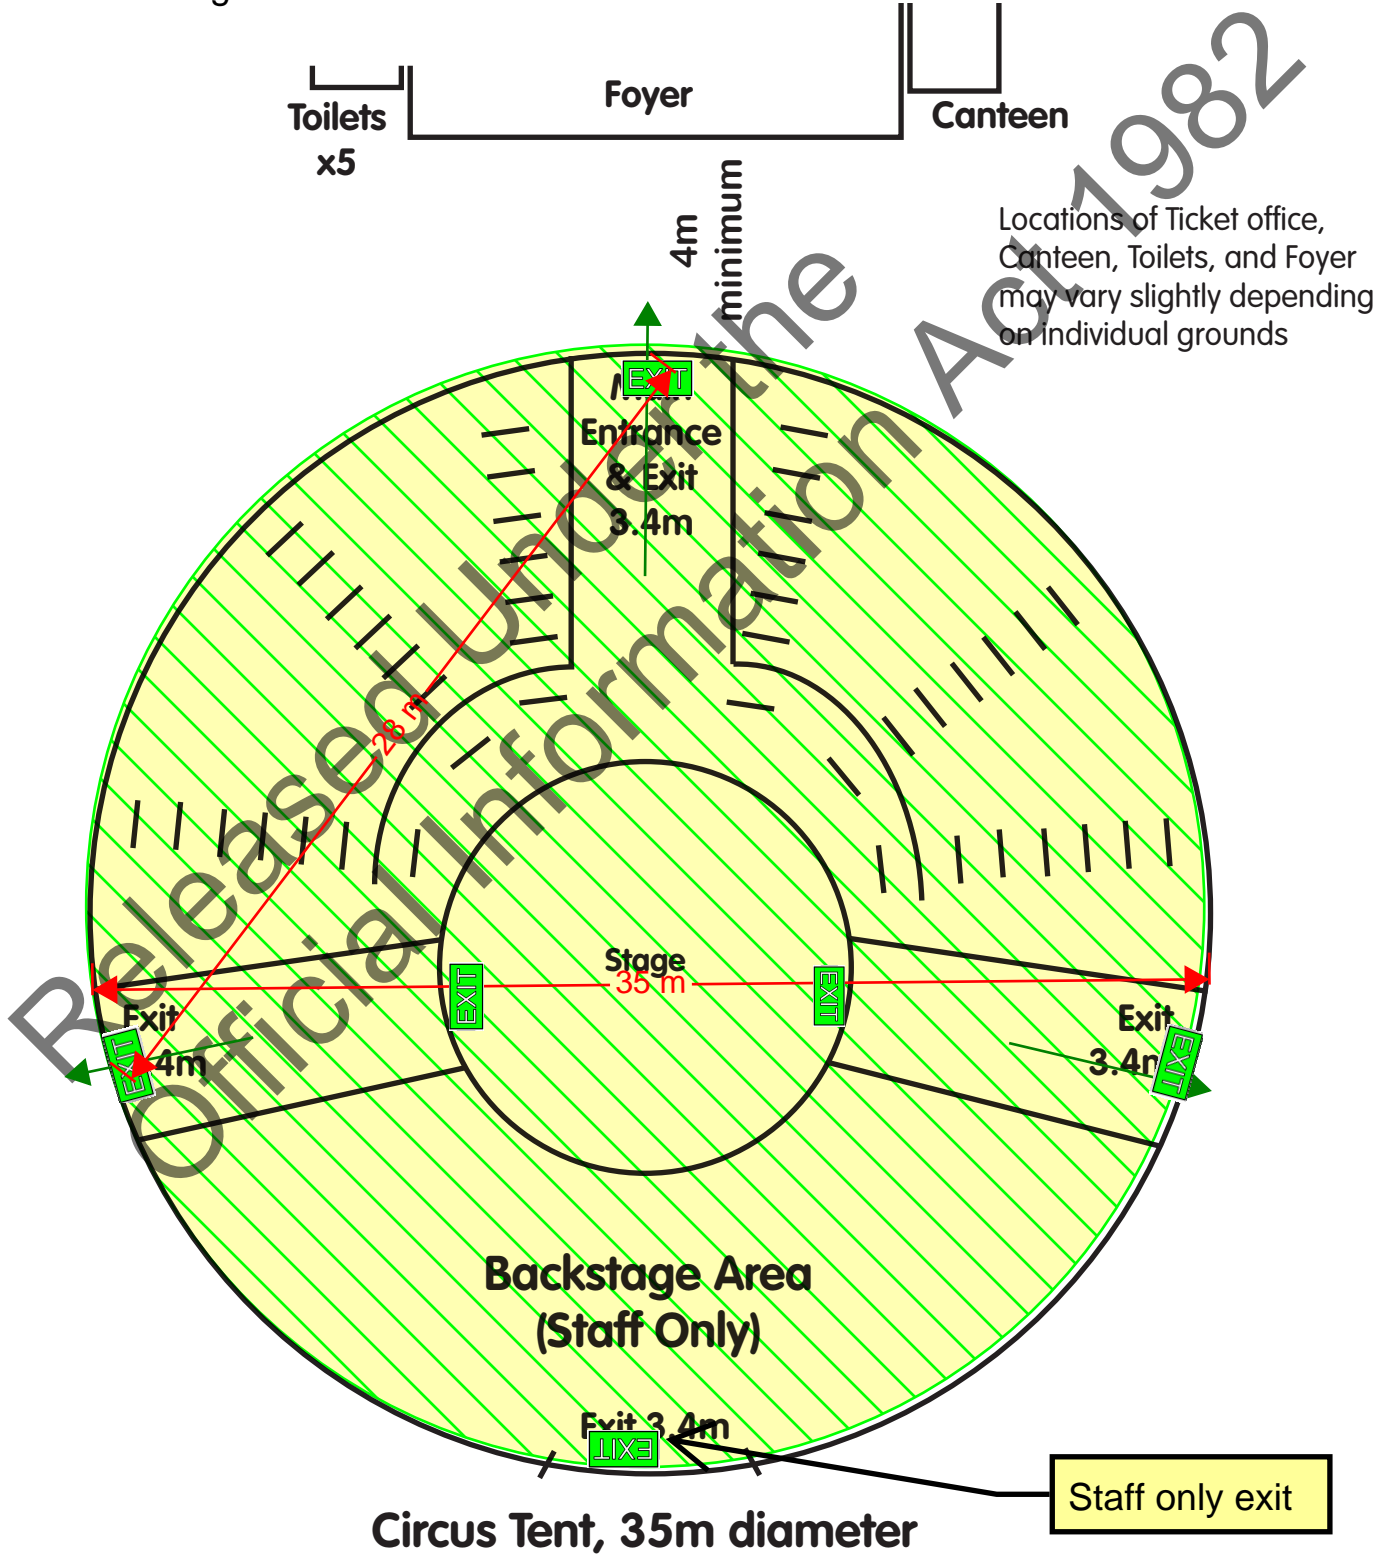 Foyer
Toilets
x5
Canteen
4m
minimum
Locations of Ticket office,
Canteen, Toilets, and Foyer
may vary slightly depending
on individual grounds
EXIT
Entrance
& Exit
3.4m
28 m
Stage
35 m
EXIT
EXIT
Exit
4m
EXIT
Exit
3.4m
EXIT
Backstage Area
(Staff Only)
Exit 3.4m
EXIT
Staff only exit
Circus Tent, 35m diameter
Released under the
Official Information Act 1982